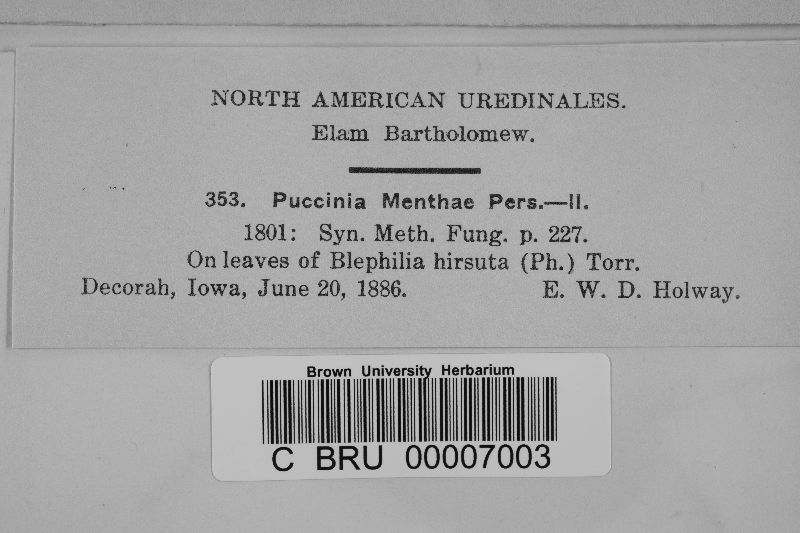 NORTH AMERICAN UREDINALES.
Elam Bartholomew.
353. Puccinia Menthae Pers.—II.
1801: Syn. Meth. Fung. p. 227.
On leaves of Blephilia hirsuta (Ph.) Torr.
Decorah, Iowa, June 20, 1886. E. W. D. Holway.
Brown University Herbarium
C BRU 00007003